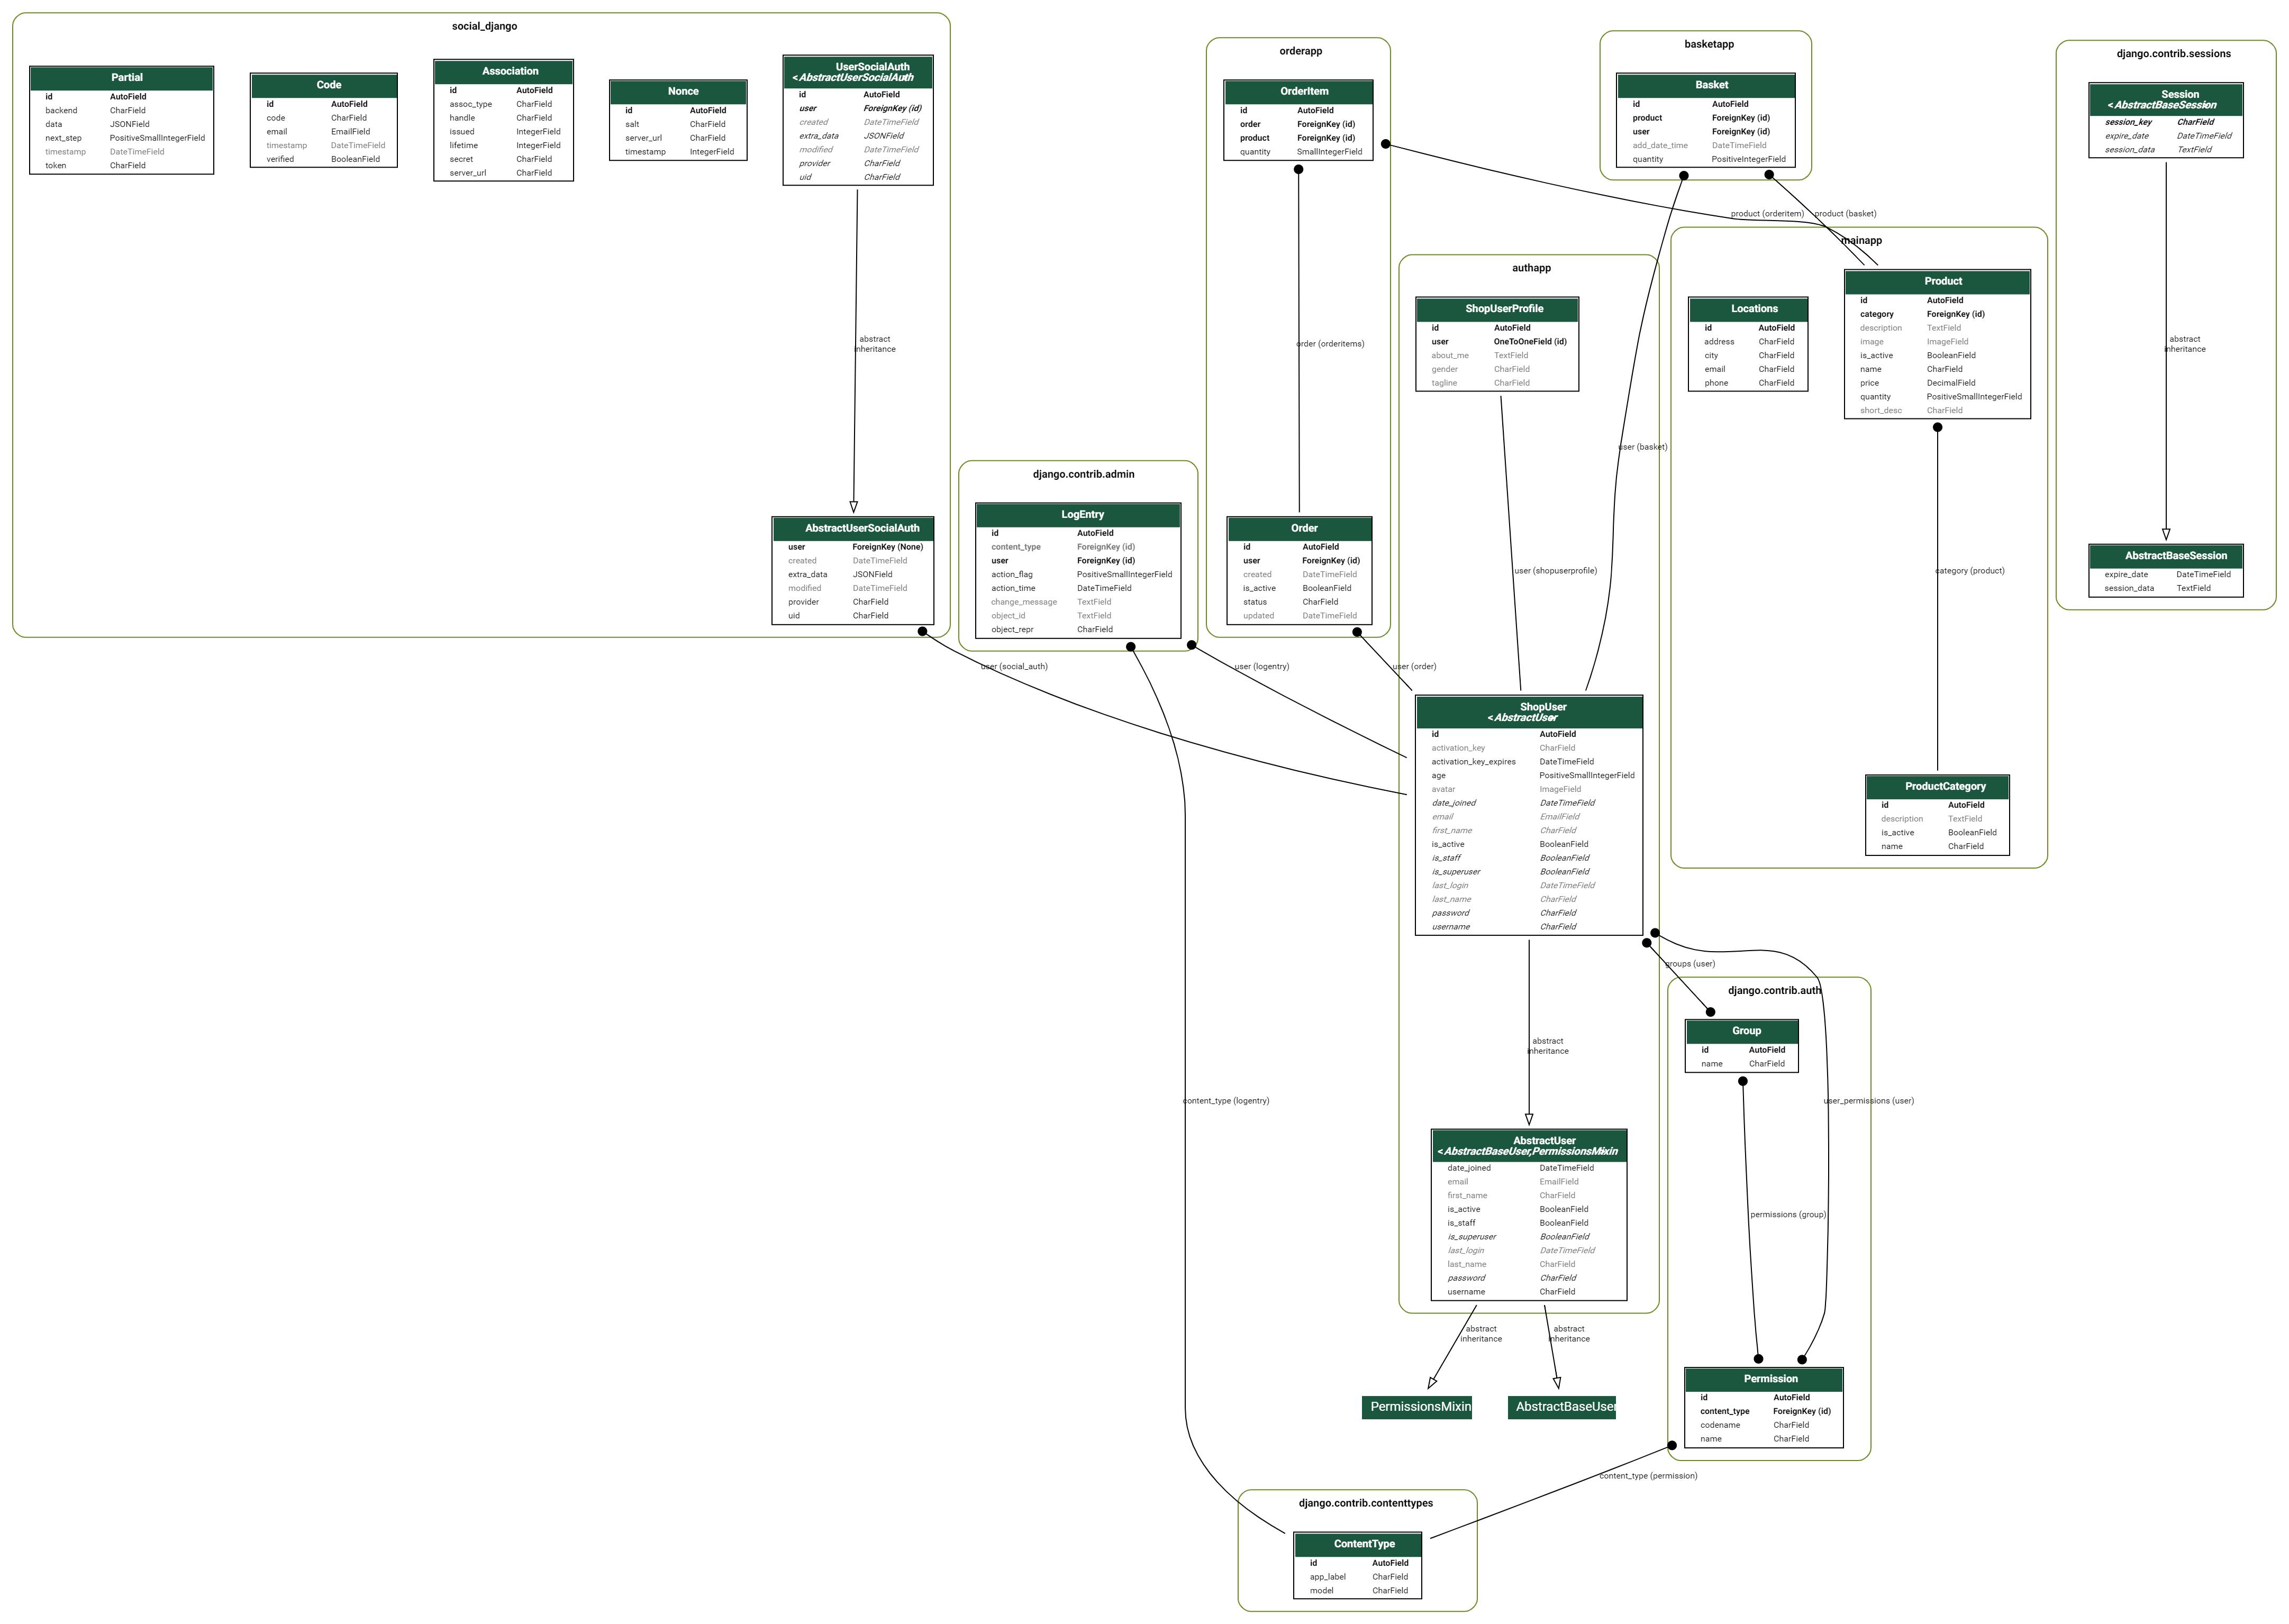 social_django
Partial
id AutoField
backend CharField
data JSONField
next_step PositiveSmallIntegerField
timestamp DateTimeField
token CharField
Code
id AutoField
code CharField
email EmailField
timestamp DateTimeField
verified BooleanField
Association
id AutoField
assoc_type CharField
handle CharField
issued IntegerField
lifetime IntegerField
secret CharField
server_url CharField
Nonce
id AutoField
salt CharField
server_url CharField
timestamp IntegerField
UserSocialAuth
<AbstractUserSocialAuth>
id AutoField
user ForeignKey (id)
created DateTimeField
extra_data JSONField
modified DateTimeField
provider CharField
uid CharField
abstract
inheritance
AbstractUserSocialAuth
user ForeignKey (None)
created DateTimeField
extra_data JSONField
modified DateTimeField
provider CharField
uid CharField
user (social_auth)
django.contrib.admin
LogEntry
id AutoField
content_type ForeignKey (id)
user ForeignKey (id)
action_flag PositiveSmallIntegerField
action_time DateTimeField
change_message TextField
object_id TextField
object_repr CharField
user (logentry)
content_type (logentry)
orderapp
OrderItem
id AutoField
order ForeignKey (id)
product ForeignKey (id)
quantity SmallIntegerField
order (orderitems)
product (orderitem)
Order
id AutoField
user ForeignKey (id)
created DateTimeField
is_active BooleanField
status CharField
updated DateTimeField
user (order)
basketapp
Basket
id AutoField
product ForeignKey (id)
user ForeignKey (id)
add_date_time DateTimeField
quantity PositiveIntegerField
product (basket)
user (basket)
authapp
ShopUserProfile
id AutoField
user OneToOneField (id)
about_me TextField
gender CharField
tagline CharField
user (shopuserprofile)
ShopUser
<AbstractUser>
id AutoField
activation_key CharField
activation_key_expires DateTimeField
age PositiveSmallIntegerField
avatar ImageField
date_joined DateTimeField
email EmailField
first_name CharField
is_active BooleanField
is_staff BooleanField
is_superuser BooleanField
last_login DateTimeField
last_name CharField
password CharField
username CharField
groups (user)
user_permissions (user)
abstract
inheritance
AbstractUser
<AbstractBaseUser,PermissionsMixin>
date_joined DateTimeField
email EmailField
first_name CharField
is_active BooleanField
is_staff BooleanField
is_superuser BooleanField
last_login DateTimeField
last_name CharField
password CharField
username CharField
abstract
inheritance
abstract
inheritance
PermissionsMixin
AbstractBaseUser
mainapp
Locations
id AutoField
address CharField
city CharField
email CharField
phone CharField
Product
id AutoField
category ForeignKey (id)
description TextField
image ImageField
is_active BooleanField
name CharField
price DecimalField
quantity PositiveSmallIntegerField
short_desc CharField
category (product)
ProductCategory
id AutoField
description TextField
is_active BooleanField
name CharField
django.contrib.sessions
Session
<AbstractBaseSession>
session_key CharField
expire_date DateTimeField
session_data TextField
abstract
inheritance
AbstractBaseSession
expire_date DateTimeField
session_data TextField
django.contrib.auth
Group
id AutoField
name CharField
permissions (group)
Permission
id AutoField
content_type ForeignKey (id)
codename CharField
name CharField
content_type (permission)
django.contrib.contenttypes
ContentType
id AutoField
app_label CharField
model CharField